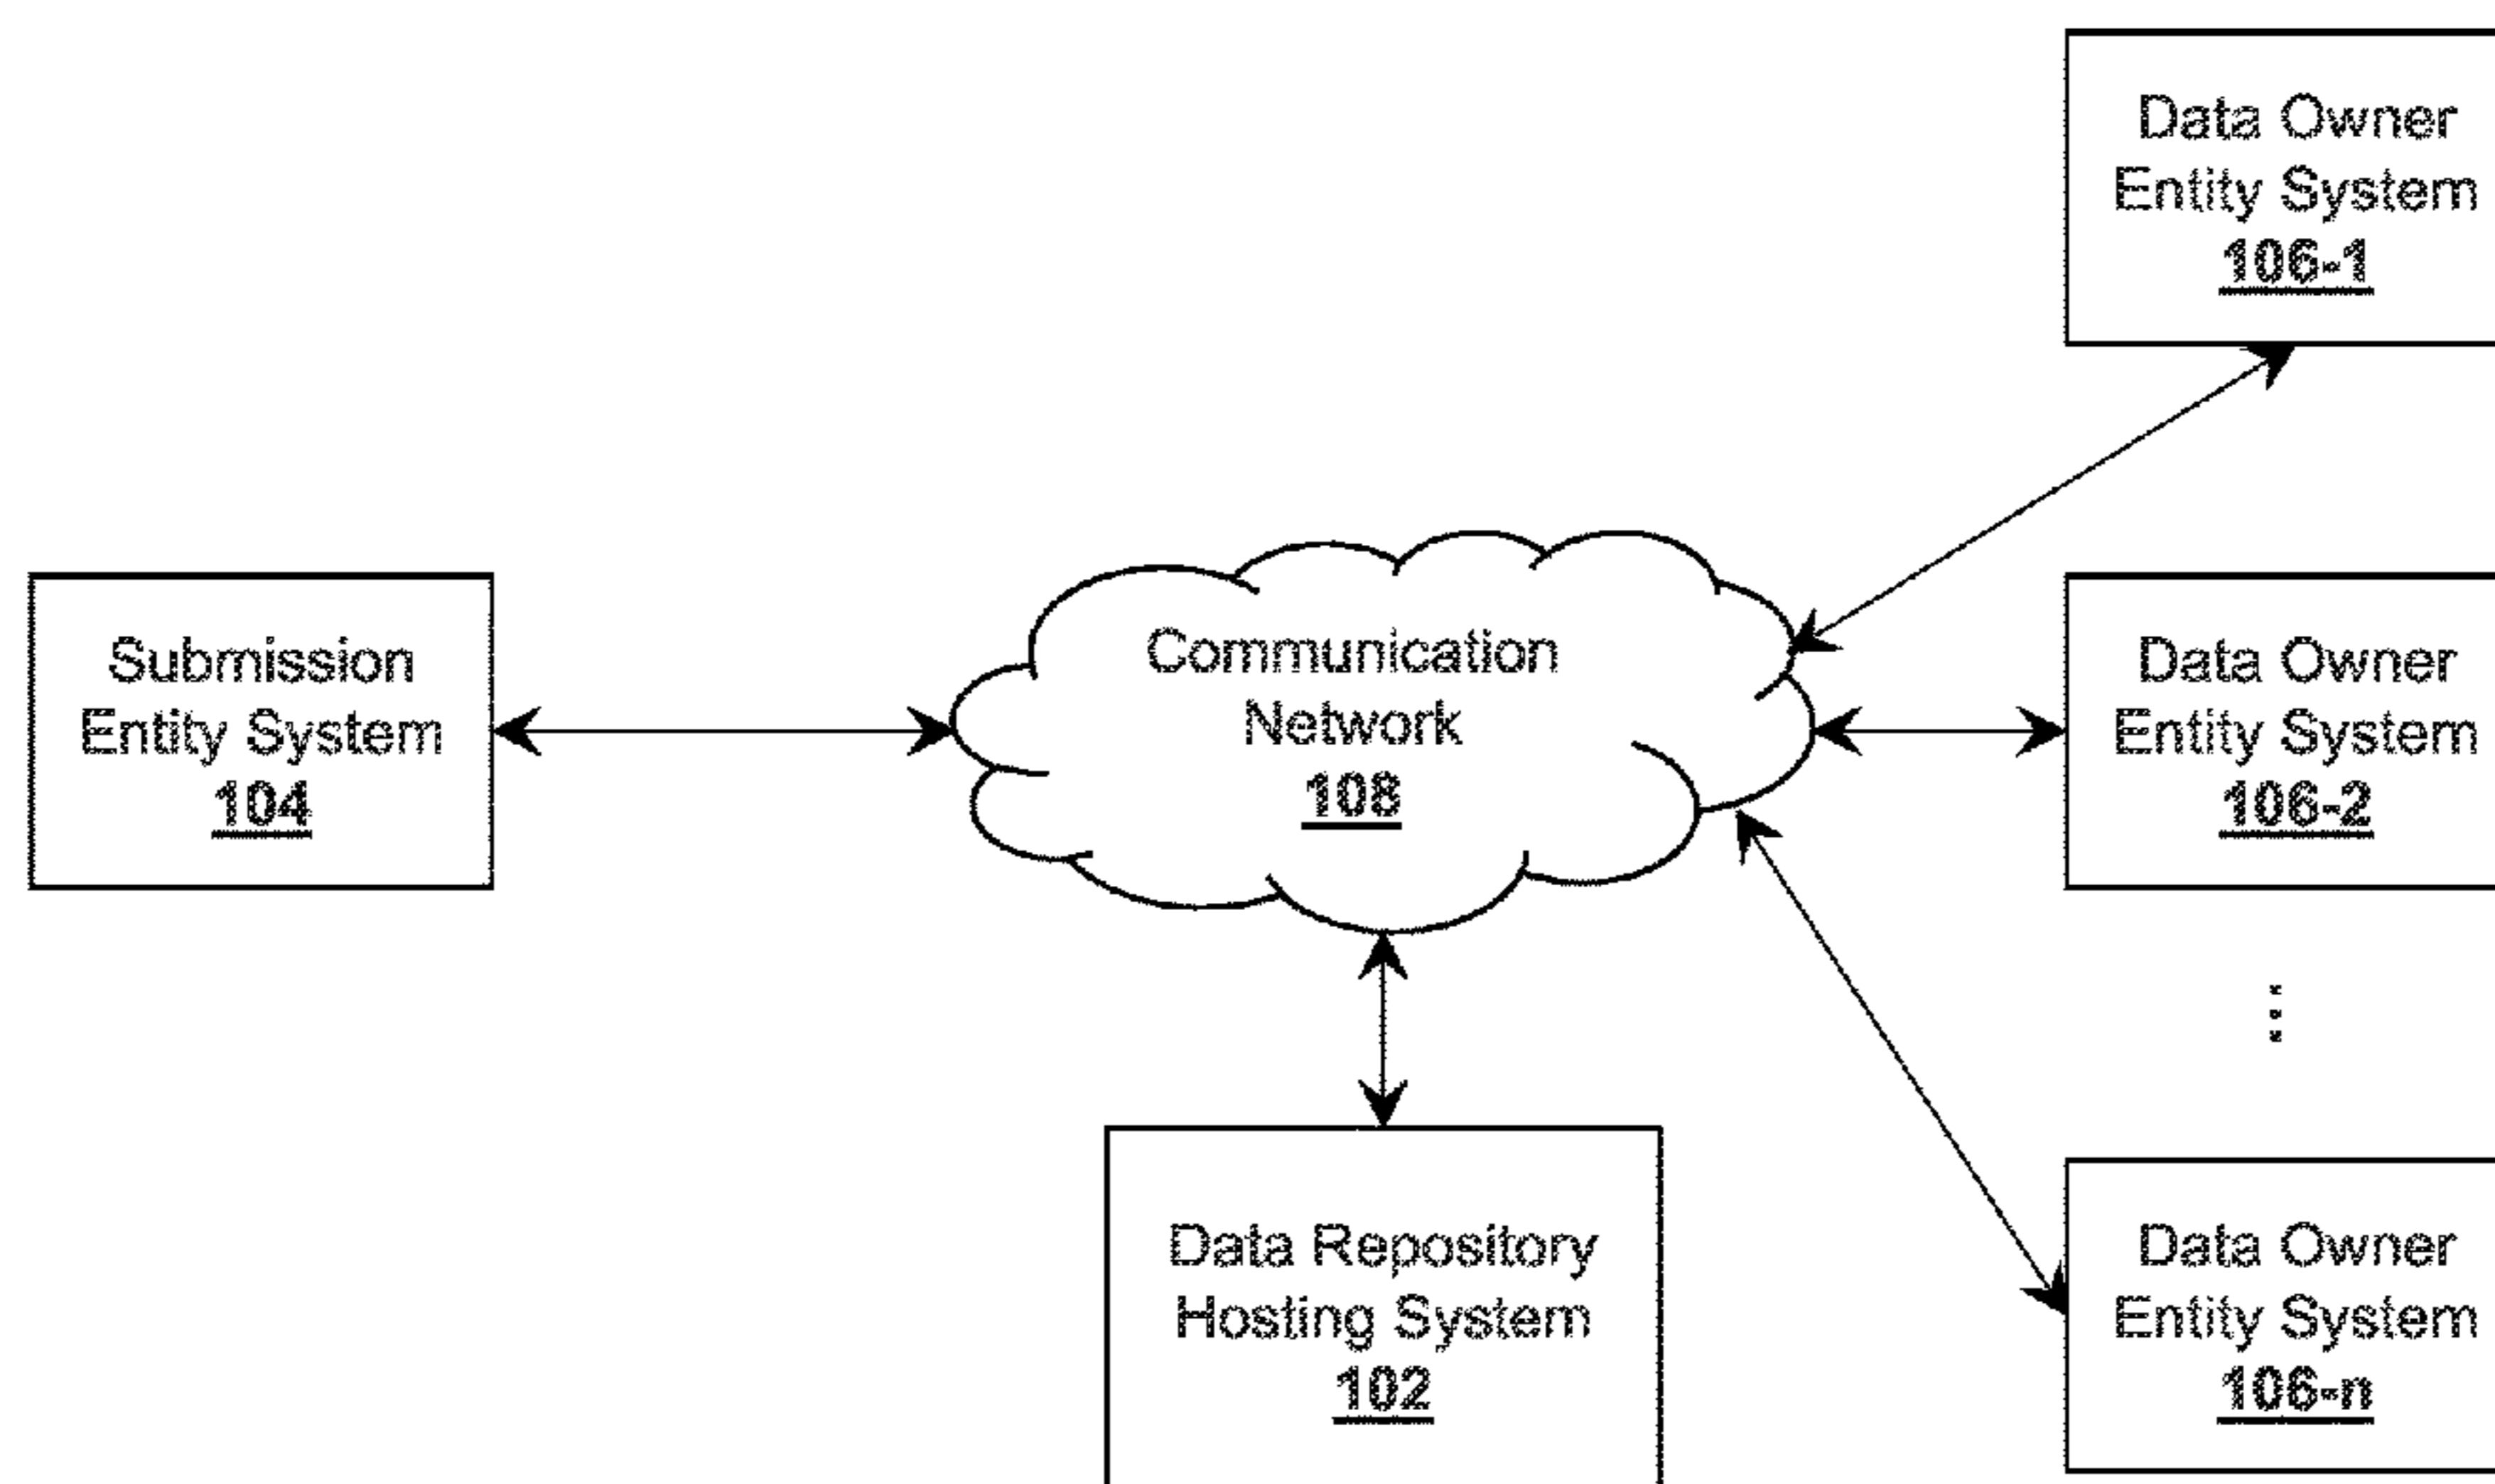 Data Owner
Entity System
106-1
Submission
Entity System
104
Communication
Network
108
Data Owner
Entity System
106-2
Data Repository
Hosting System
102
Data Owner
Entity System
106-n